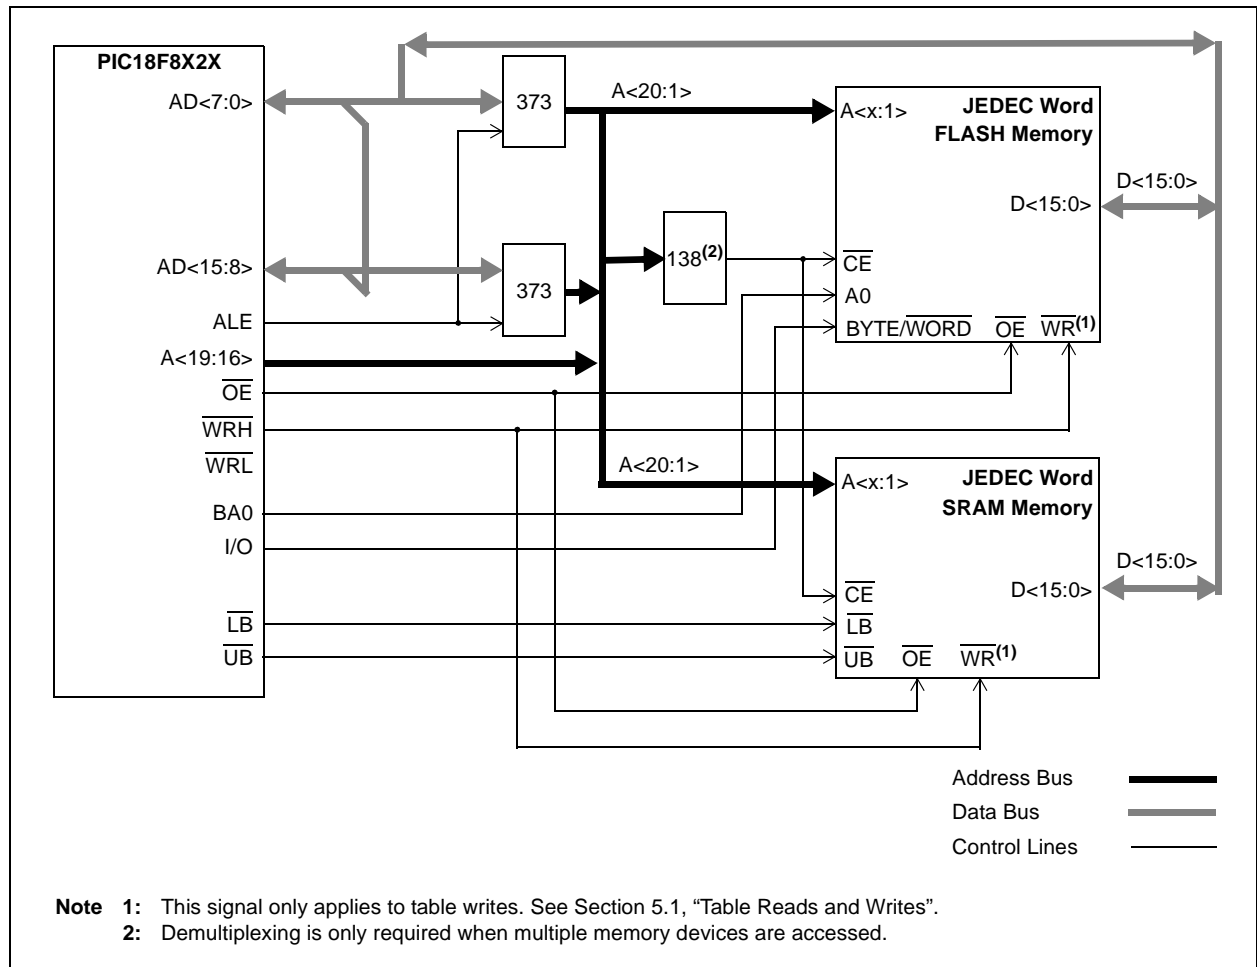 PIC18F8X2X
AD<7:0>
AD<15:8>
ALE
A<19:16>
OE
WRH
WRL
BA0
I/O
LB
UB
373
373
138(2)
A<20:1>
A<20:1>
JEDEC Word
FLASH Memory
A<x:1>
D<15:0>
CE
A0
BYTE/WORD OE WR(1)
D<15:0>
JEDEC Word
SRAM Memory
A<x:1>
D<15:0>
CE
LB
UB OE WR(1)
D<15:0>
Address Bus
Data Bus
Control Lines
Note 1: This signal only applies to table writes. See Section 5.1, “Table Reads and Writes”.
2: Demultiplexing is only required when multiple memory devices are accessed.